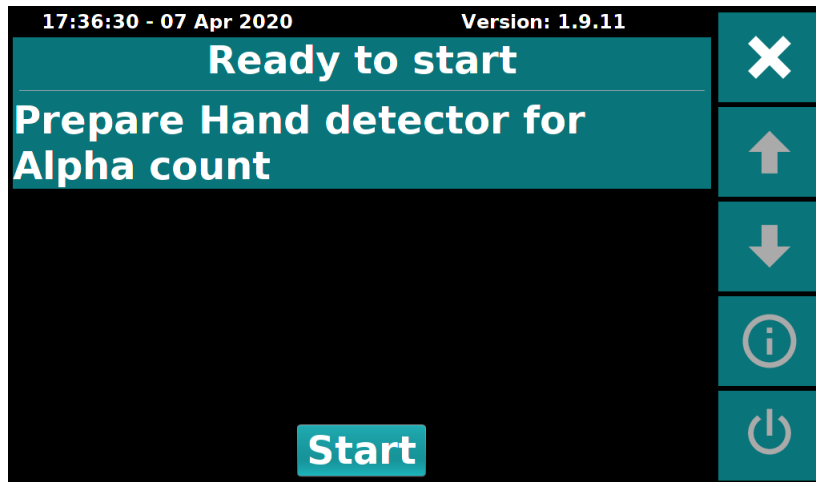 17:36:30 - 07 Apr 2020 Version: 1.9.11
Ready to start
Prepare Hand detector for
Alpha count
Start